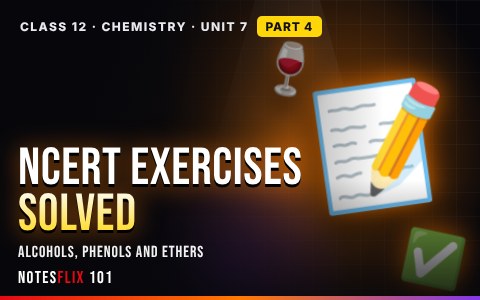 CLASS 12 · CHEMISTRY · UNIT 7 PART 4
NCERT EXERCISES
SOLVED
ALCOHOLS, PHENOLS AND ETHERS
NOTESFLIX 101